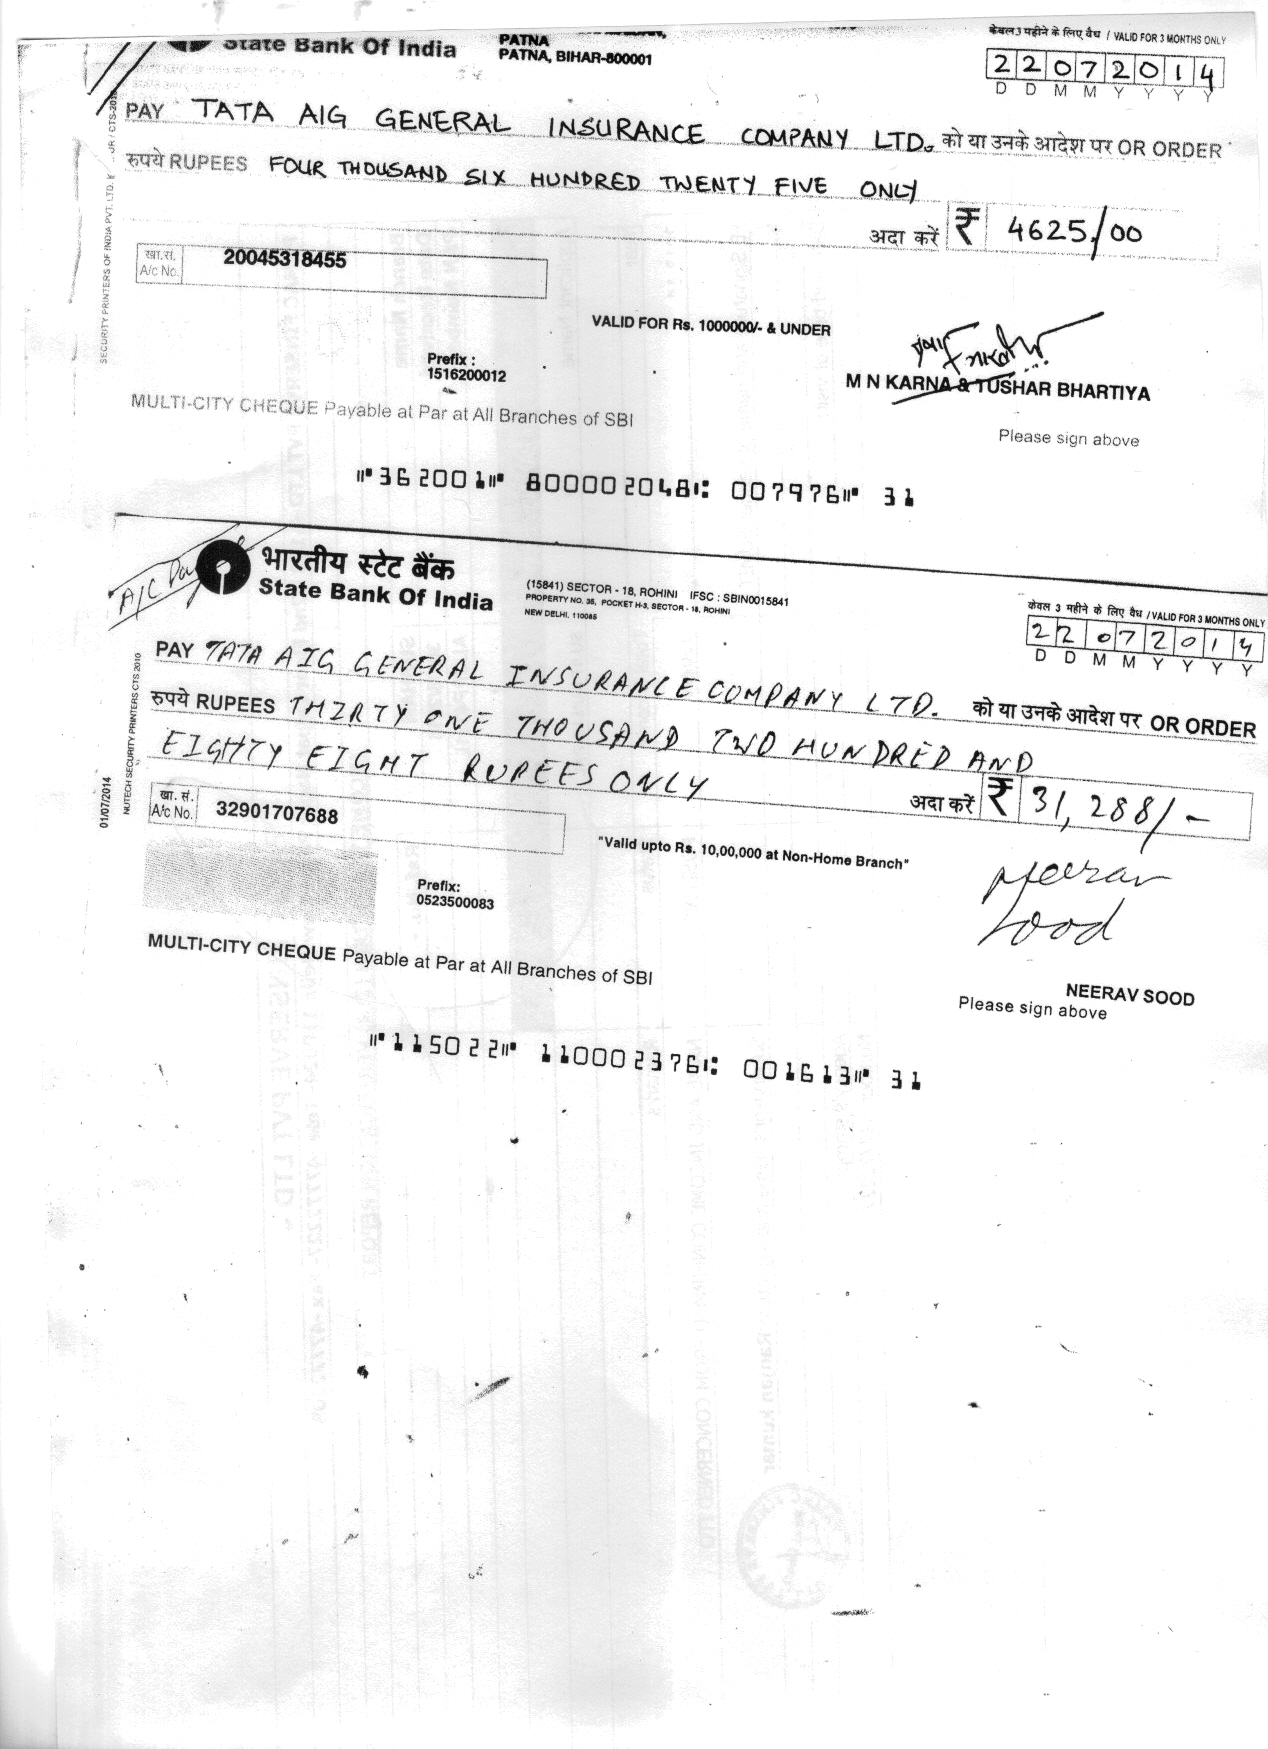 State Bank Of India
PATNA
PATNA, BIHAR-800001
केवल 3 महीने के लिए वैध / VALID FOR 3 MONTHS ONLY
22072014
D D M M Y Y Y Y
PAY TATA AIG GENERAL INSURANCE COMPANY LTD. को या उनके आदेश पर OR ORDER
रुपये RUPEES FOUR THOUSAND SIX HUNDRED TWENTY FIVE ONLY
अदा करें ₹ 4625/00
खा.सं.
A/c No. 20045318455
SECURITY PRINTERS OF INDIA PVT. LTD.
VALID FOR Rs. 1000000/- & UNDER
Prefix :
1516200012
M N KARNA & TUSHAR BHARTIYA
MULTI-CITY CHEQUE Payable at Par at All Branches of SBI
Please sign above
⑈362001⑈ 800002048⑆ 007976⑈ 31
A/C
भारतीय स्टेट बैंक
State Bank Of India
(15841) SECTOR - 18, ROHINI IFSC : SBIN0015841
PROPERTY NO. 35, POCKET H-3, SECTOR - 18, ROHINI
NEW DELHI, 110085
केवल 3 महीने के लिए वैध / VALID FOR 3 MONTHS ONLY
22072014
D D M M Y Y Y Y
PAY TATA AIG GENERAL INSURANCE COMPANY LTD. को या उनके आदेश पर OR ORDER
रुपये RUPEES THIRTY ONE THOUSAND TWO HUNDRED AND
EIGHTY EIGHT RUPEES ONLY
अदा करें ₹ 31,288/-
खा. सं.
A/c No. 32901707688
01/07/2014
NUTECH SECURITY PRINTERS CTS 2010
"Valid upto Rs. 10,00,000 at Non-Home Branch"
Prefix:
0523500083
Neerav
Sood
MULTI-CITY CHEQUE Payable at Par at All Branches of SBI
NEERAV SOOD
Please sign above
⑈115022⑈ 110002376⑆ 001613⑈ 31